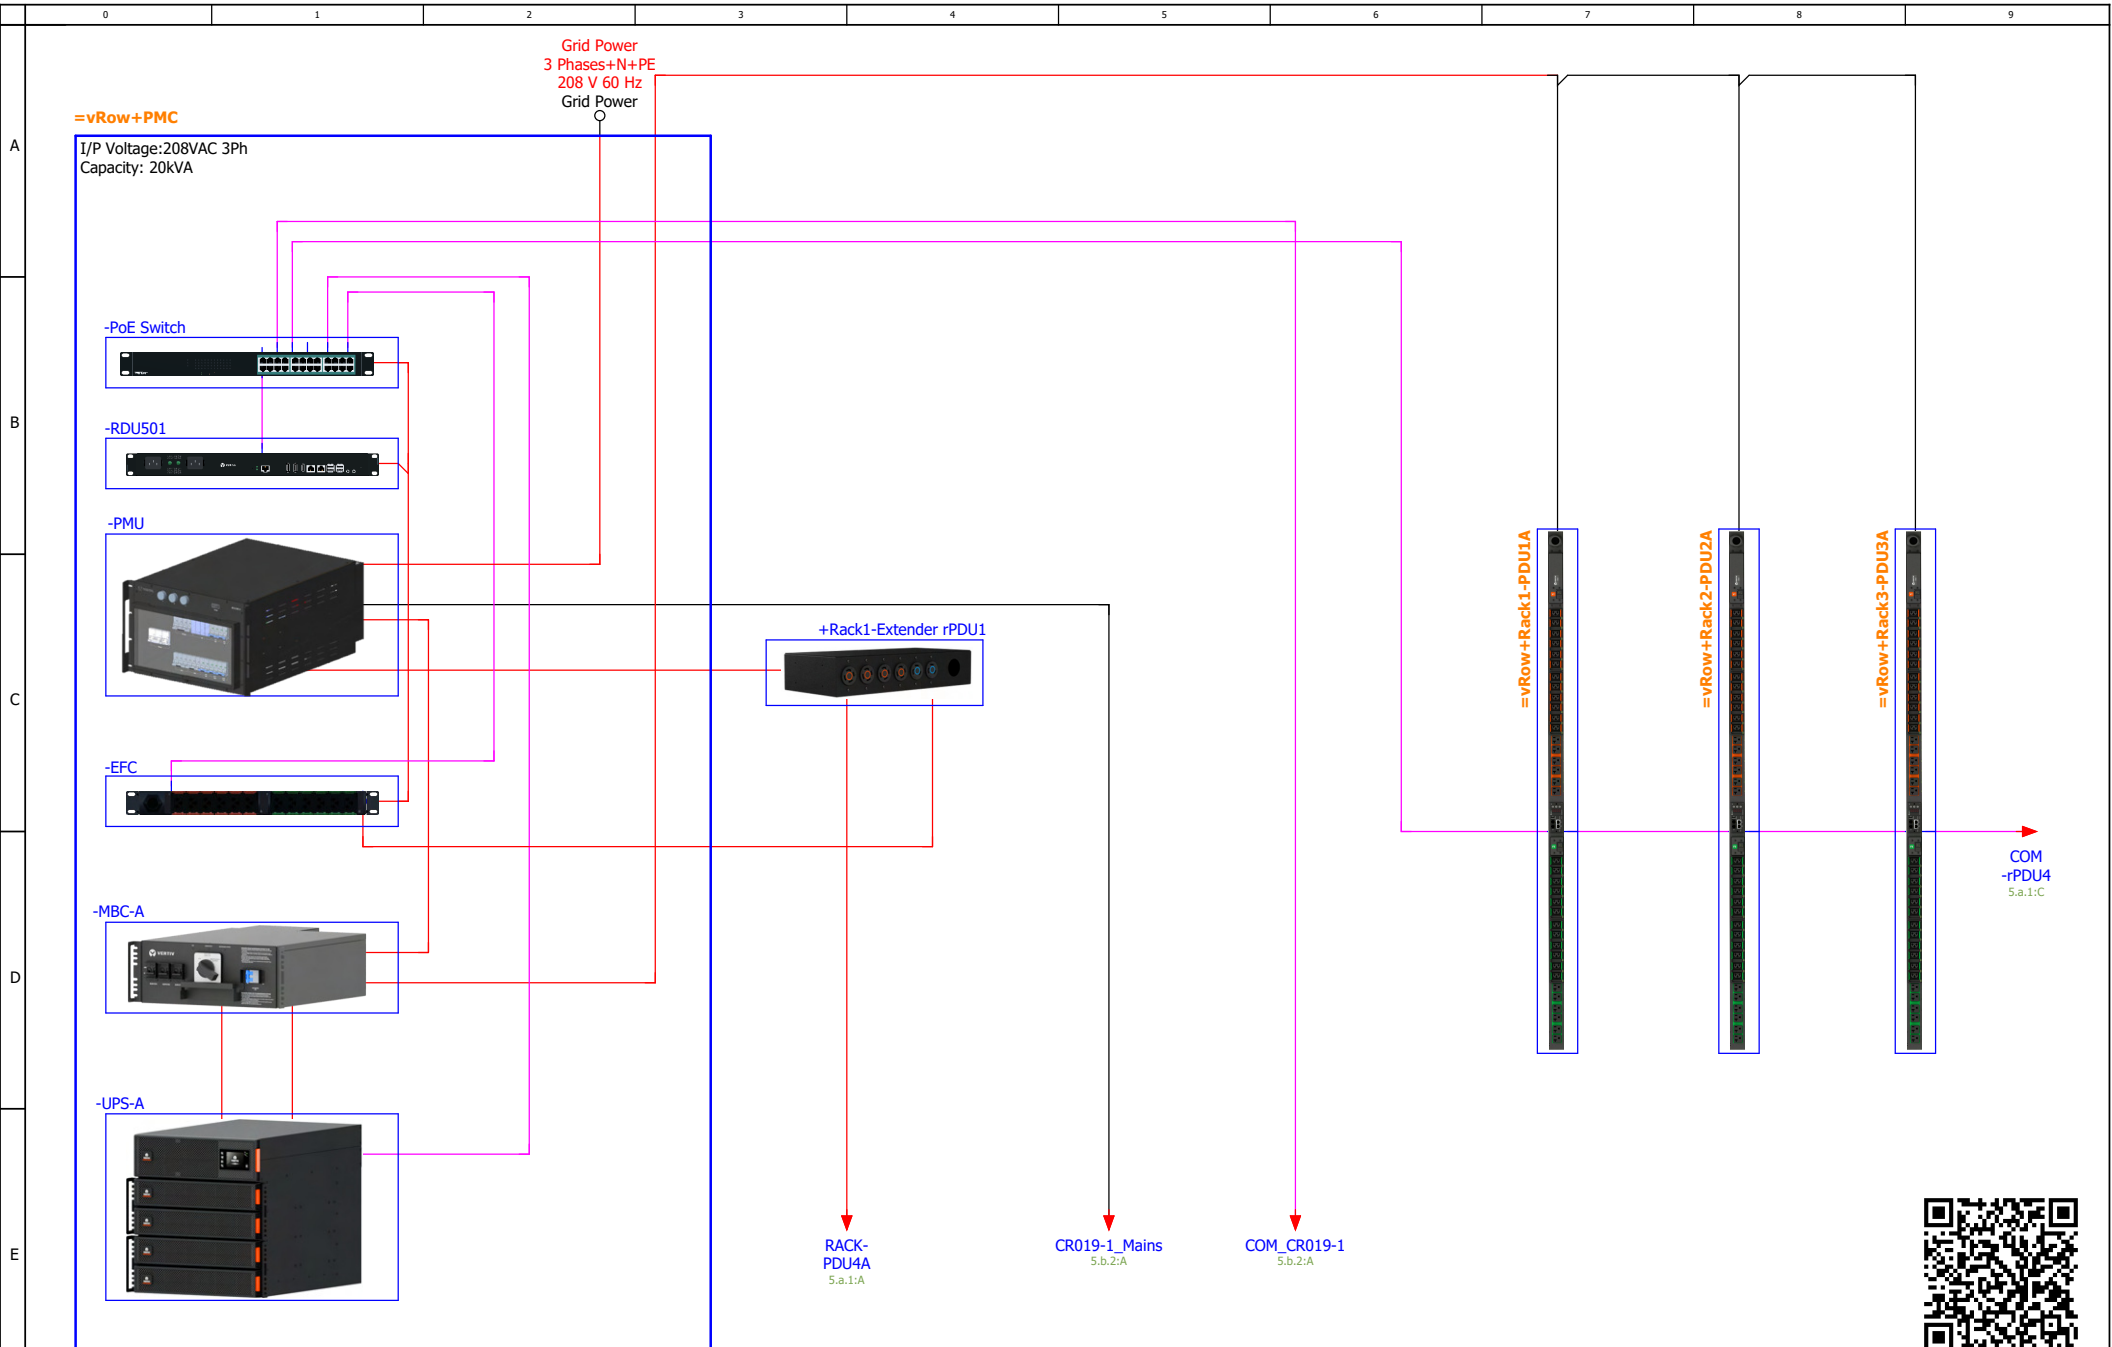 0 1 2 3 4 5 6 7 8 9
Grid Power
3 Phases+N+PE
208 V 60 Hz
Grid Power
=vRow+PMC
A
I/P Voltage:208VAC 3Ph
Capacity: 20kVA
-PoE Switch
B
-RDU501
-PMU
=vRow+Rack1-PDU1A
=vRow+Rack2-PDU2A
=vRow+Rack3-PDU3A
+Rack1-Extender rPDU1
C
-EFC
COM
-rPDU4
5.a.1:C
-MBC-A
VERTIV
D
-UPS-A
E
RACK-
PDU4A
5.a.1:A
CR019-1_Mains
5.b.2:A
COM_CR019-1
5.b.2:A